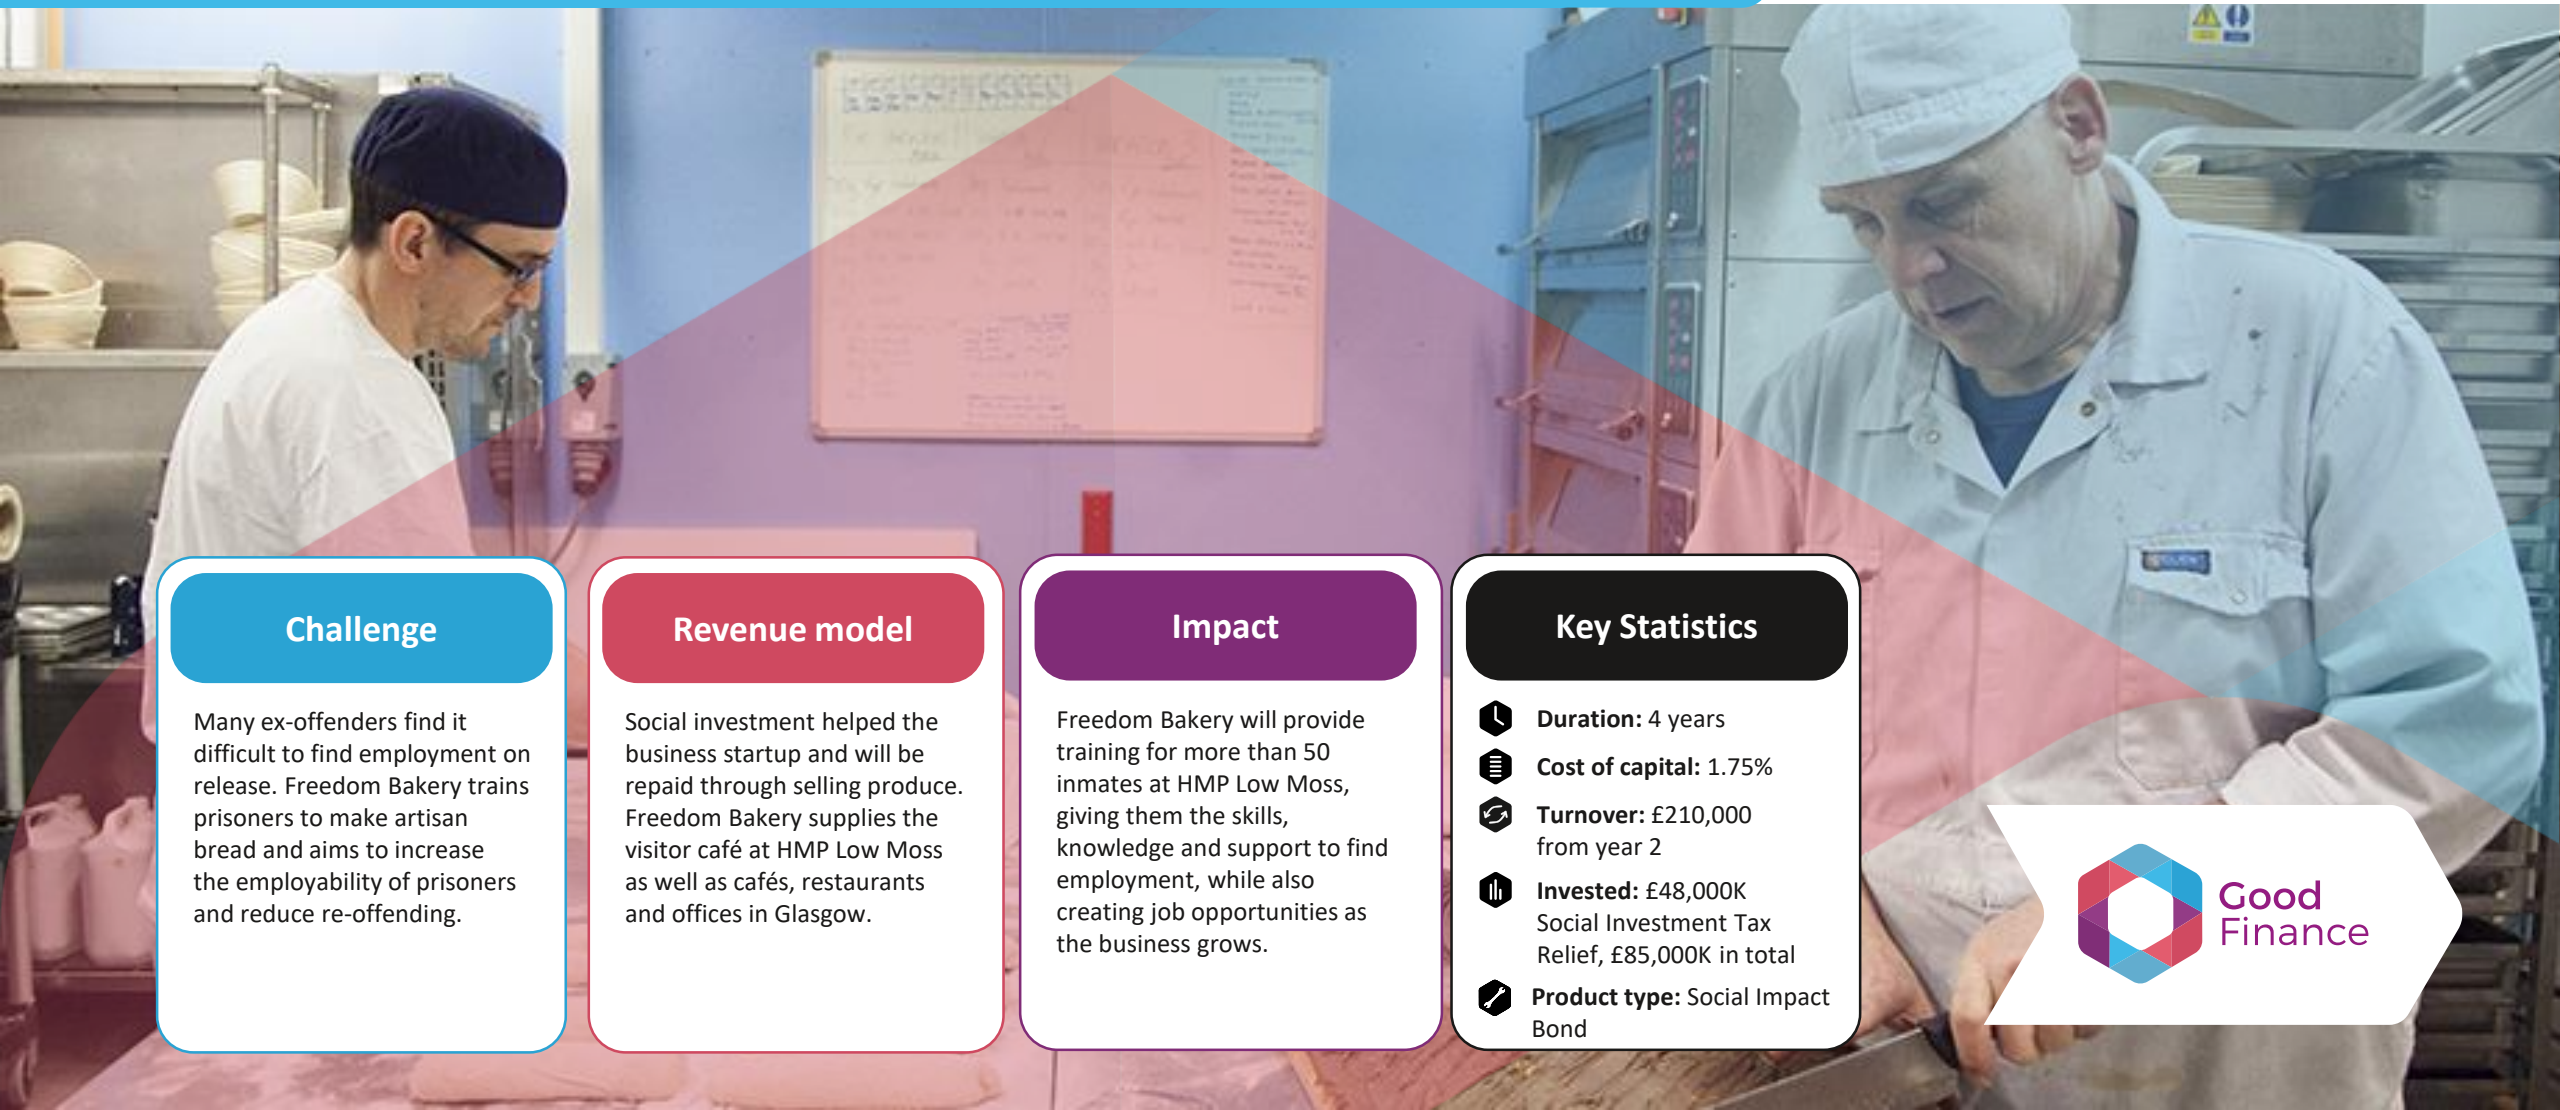 Challenge
Many ex-offenders find it
difficult to find employment on
release. Freedom Bakery trains
prisoners to make artisan
bread and aims to increase
the employability of prisoners
and reduce re-offending.
Revenue model
Social investment helped the
business startup and will be
repaid through selling produce.
Freedom Bakery supplies the
visitor café at HMP Low Moss
as well as cafés, restaurants
and offices in Glasgow.
Impact
Freedom Bakery will provide
training for more than 50
inmates at HMP Low Moss,
giving them the skills,
knowledge and support to find
employment, while also
creating job opportunities as
the business grows.
Key Statistics
Duration: 4 years
Cost of capital: 1.75%
Turnover: £210,000
from year 2
Invested: £48,000K
Social Investment Tax
Relief, £85,000K in total
Product type: Social Impact
Bond
Good
Finance